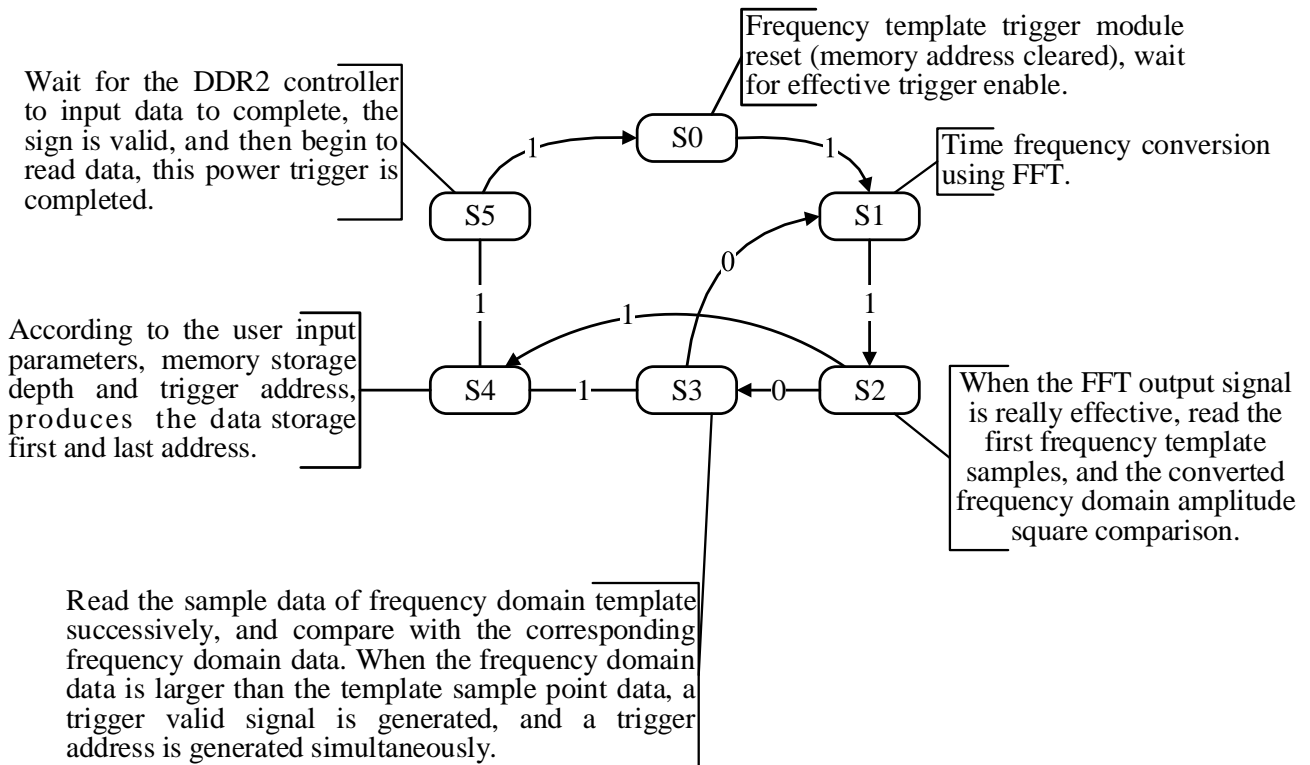 Frequency template trigger module
reset (memory address cleared), wait
for effective trigger enable.
Wait for the DDR2 controller
to input data to complete, the
sign is valid, and then begin to
read data, this power trigger is
completed.
1
S0
1
Time frequency conversion
using FFT.
S5
S1
0
1
1
1
According to the user input
parameters, memory storage
depth and trigger address,
produces the data storage
first and last address.
S4
1
S3
0
S2
When the FFT output signal
is really effective, read the
first frequency template
samples, and the converted
frequency domain amplitude
square comparison.
Read the sample data of frequency domain template
successively, and compare with the corresponding
frequency domain data. When the frequency domain
data is larger than the template sample point data, a
trigger valid signal is generated, and a trigger
address is generated simultaneously.